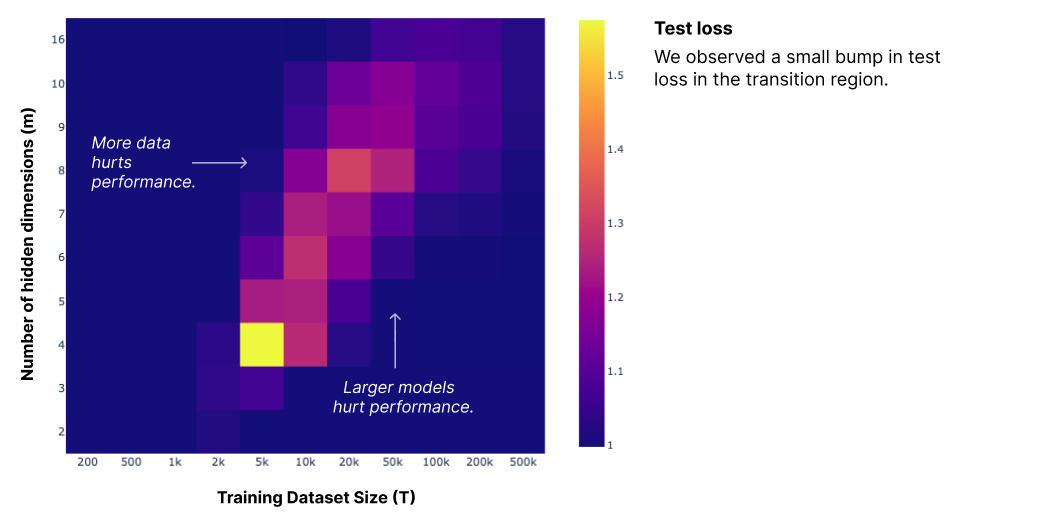 Test loss
We observed a small bump in test
loss in the transition region.
Number of hidden dimensions (m)
16
10
9
8
7
6
5
4
3
2
More data
hurts
performance.
Larger models
hurt performance.
200 500 1k 2k 5k 10k 20k 50k 100k 200k 500k
Training Dataset Size (T)
1.5
1.4
1.3
1.2
1.1
1